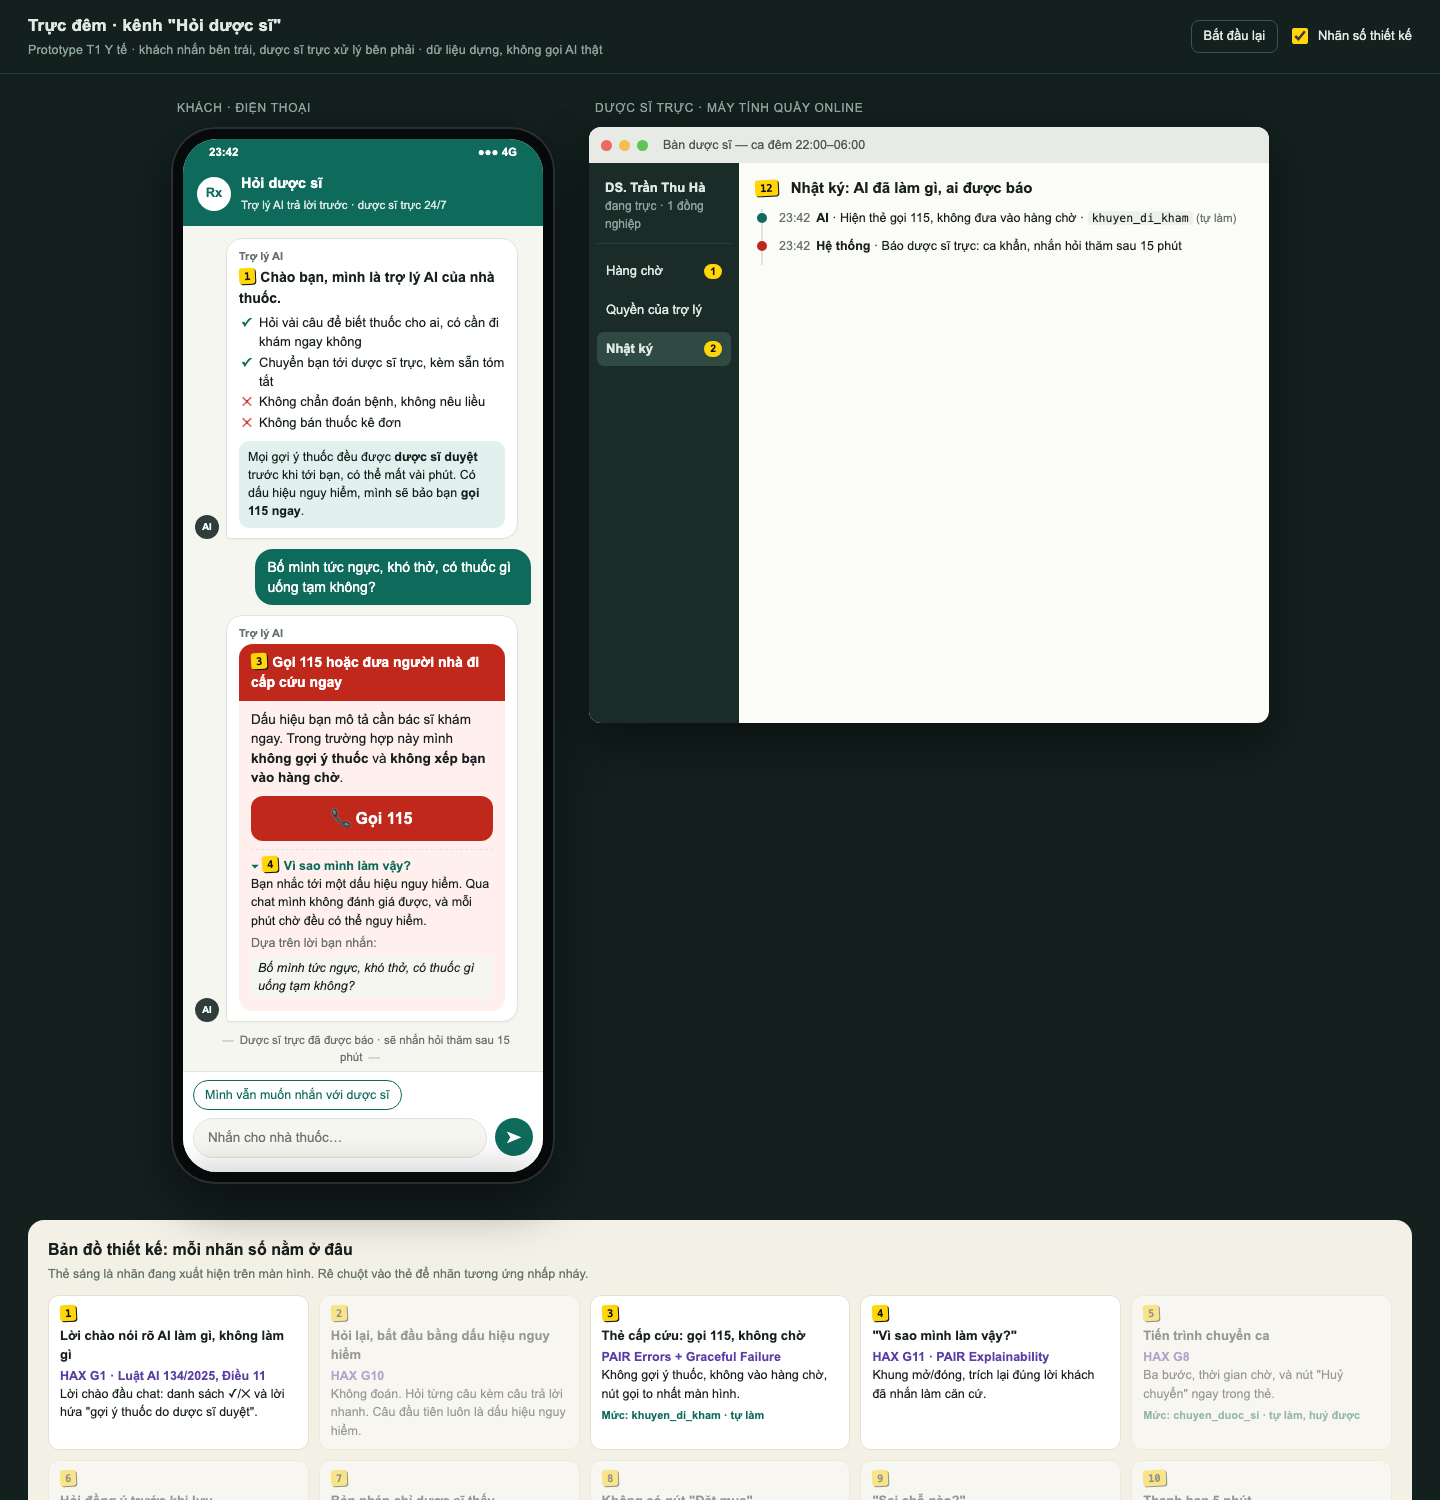 Trực đêm · kênh "Hỏi dược sĩ"
Prototype T1 Y tế · khách nhắn bên trái, dược sĩ trực xử lý bên phải · dữ liệu dựng, không gọi AI thật
Bắt đầu lại
Nhãn số thiết kế
KHÁCH · ĐIỆN THOẠI
23:42
●●● 4G
Rx
Hỏi dược sĩ
Trợ lý AI trả lời trước · dược sĩ trực 24/7
Trợ lý AI
1 Chào bạn, mình là trợ lý AI của nhà
thuốc.
✓ Hỏi vài câu để biết thuốc cho ai, có cần đi
khám ngay không
✓ Chuyển bạn tới dược sĩ trực, kèm sẵn tóm
tắt
✕ Không chẩn đoán bệnh, không nêu liều
✕ Không bán thuốc kê đơn
Mọi gợi ý thuốc đều được dược sĩ duyệt
trước khi tới bạn, có thể mất vài phút. Có
dấu hiệu nguy hiểm, mình sẽ bảo bạn gọi
115 ngay.
AI
Bố mình tức ngực, khó thở, có thuốc gì
uống tạm không?
Trợ lý AI
3 Gọi 115 hoặc đưa người nhà đi
cấp cứu ngay
Dấu hiệu bạn mô tả cần bác sĩ khám
ngay. Trong trường hợp này mình
không gợi ý thuốc và không xếp bạn
vào hàng chờ.
📞 Gọi 115
4 Vì sao mình làm vậy?
Bạn nhắc tới một dấu hiệu nguy hiểm. Qua
chat mình không đánh giá được, và mỗi
phút chờ đều có thể nguy hiểm.
Dựa trên lời bạn nhắn:
Bố mình tức ngực, khó thở, có thuốc gì
uống tạm không?
AI
— Dược sĩ trực đã được báo · sẽ nhắn hỏi thăm sau 15
phút —
Mình vẫn muốn nhắn với dược sĩ
Nhắn cho nhà thuốc…
DƯỢC SĨ TRỰC · MÁY TÍNH QUẦY ONLINE
Bàn dược sĩ — ca đêm 22:00–06:00
DS. Trần Thu Hà
đang trực · 1 đồng
nghiệp
Hàng chờ 1
Quyền của trợ lý
Nhật ký 2
12 Nhật ký: AI đã làm gì, ai được báo
23:42 AI · Hiện thẻ gọi 115, không đưa vào hàng chờ · khuyen_di_kham (tự làm)
23:42 Hệ thống · Báo dược sĩ trực: ca khẩn, nhắn hỏi thăm sau 15 phút
Bản đồ thiết kế: mỗi nhãn số nằm ở đâu
Thẻ sáng là nhãn đang xuất hiện trên màn hình. Rê chuột vào thẻ để nhãn tương ứng nhấp nháy.
1
Lời chào nói rõ AI làm gì, không làm
gì
HAX G1 · Luật AI 134/2025, Điều 11
Lời chào đầu chat: danh sách ✓/✕ và lời
hứa "gợi ý thuốc do dược sĩ duyệt".
2
Hỏi lại, bắt đầu bằng dấu hiệu nguy
hiểm
HAX G10
Không đoán. Hỏi từng câu kèm câu trả lời
nhanh. Câu đầu tiên luôn là dấu hiệu nguy
hiểm.
3
Thẻ cấp cứu: gọi 115, không chờ
PAIR Errors + Graceful Failure
Không gợi ý thuốc, không vào hàng chờ,
nút gọi to nhất màn hình.
Mức: khuyen_di_kham · tự làm
4
"Vì sao mình làm vậy?"
HAX G11 · PAIR Explainability
Khung mở/đóng, trích lại đúng lời khách
đã nhắn làm căn cứ.
5
Tiến trình chuyển ca
HAX G8
Ba bước, thời gian chờ, và nút "Huỷ
chuyển" ngay trong thẻ.
Mức: chuyen_duoc_si · tự làm, huỷ được
6
Hỏi đồng ý trước khi lưu
7
Bản nháp chỉ dược sĩ thấy
8
Không có nút "Đặt mua"
9
"Sai chỗ nào?"
10